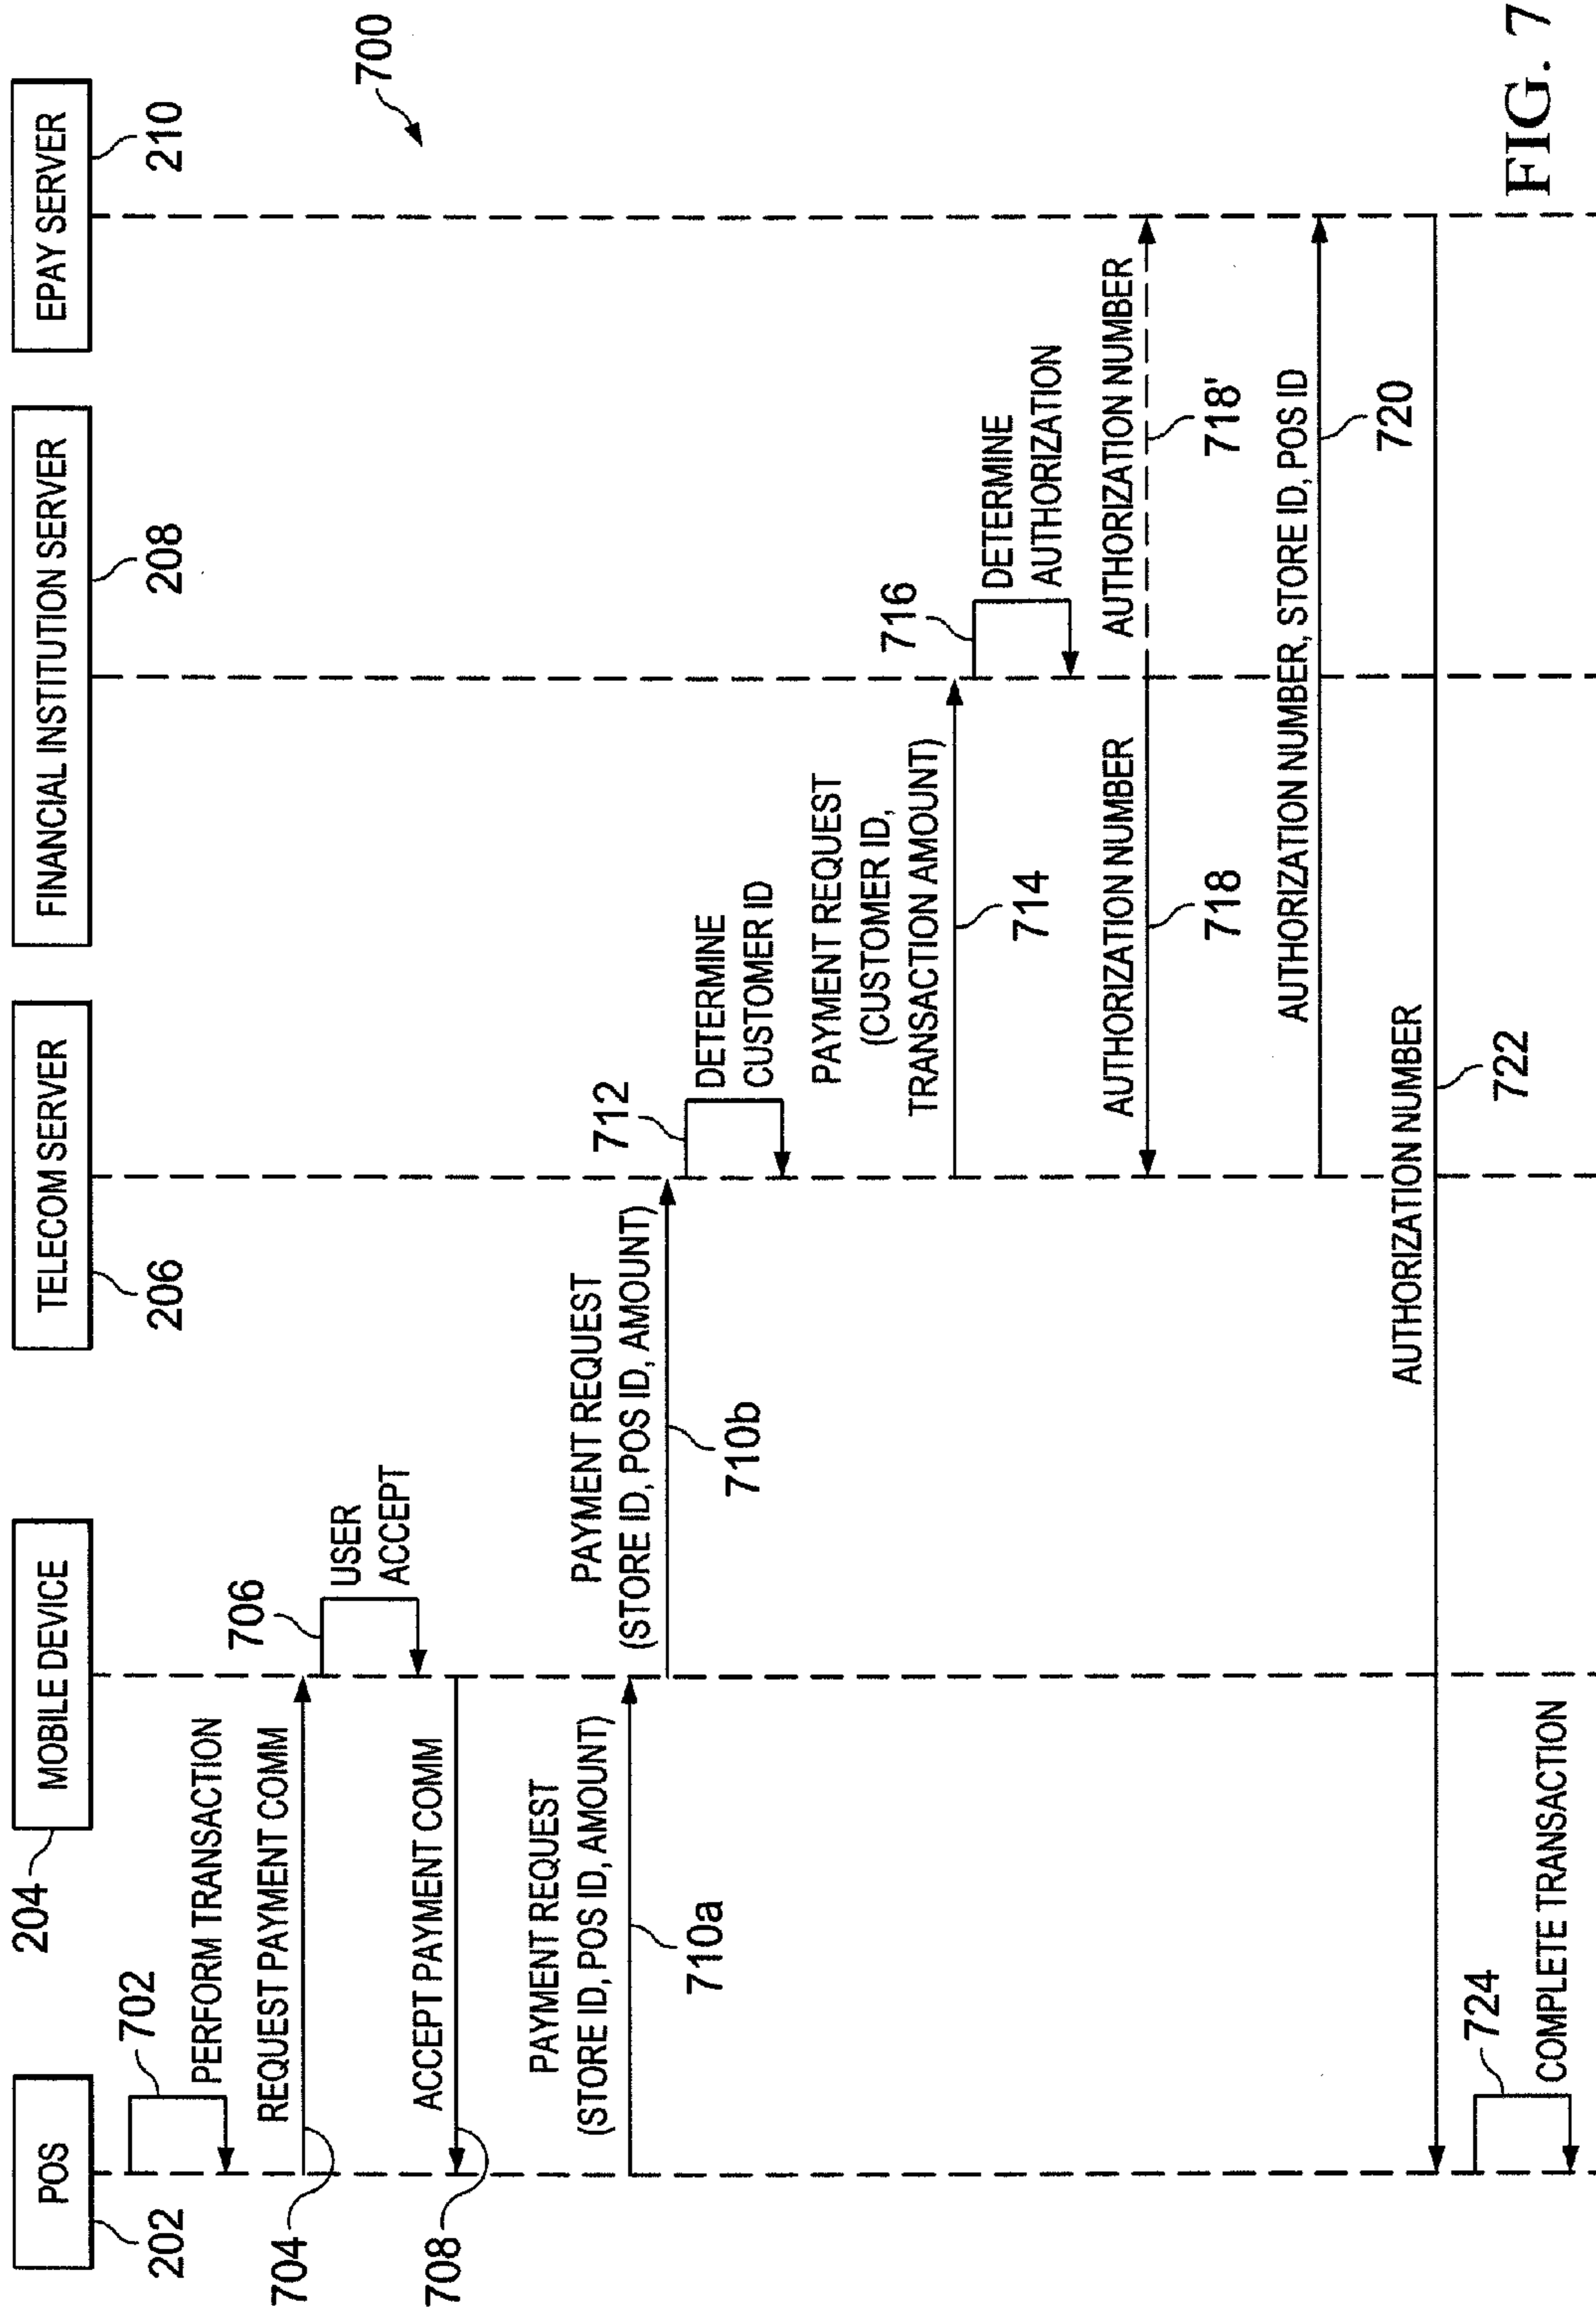 POS
202
MOBILE DEVICE
204
TELECOM SERVER
206
FINANCIAL INSTITUTION SERVER
208
EPAY SERVER
210
700
702
PERFORM TRANSACTION
REQUEST PAYMENT COMM
704
706
USER
ACCEPT
ACCEPT PAYMENT COMM
708
PAYMENT REQUEST
(STORE ID, POS ID, AMOUNT)
710a
PAYMENT REQUEST
(STORE ID, POS ID, AMOUNT)
710b
712
DETERMINE
CUSTOMER ID
PAYMENT REQUEST
(CUSTOMER ID,
TRANSACTION AMOUNT)
714
716
DETERMINE
AUTHORIZATION
AUTHORIZATION NUMBER
718
AUTHORIZATION NUMBER
718'
AUTHORIZATION NUMBER, STORE ID, POS ID
720
AUTHORIZATION NUMBER
722
724
COMPLETE TRANSACTION
FIG. 7